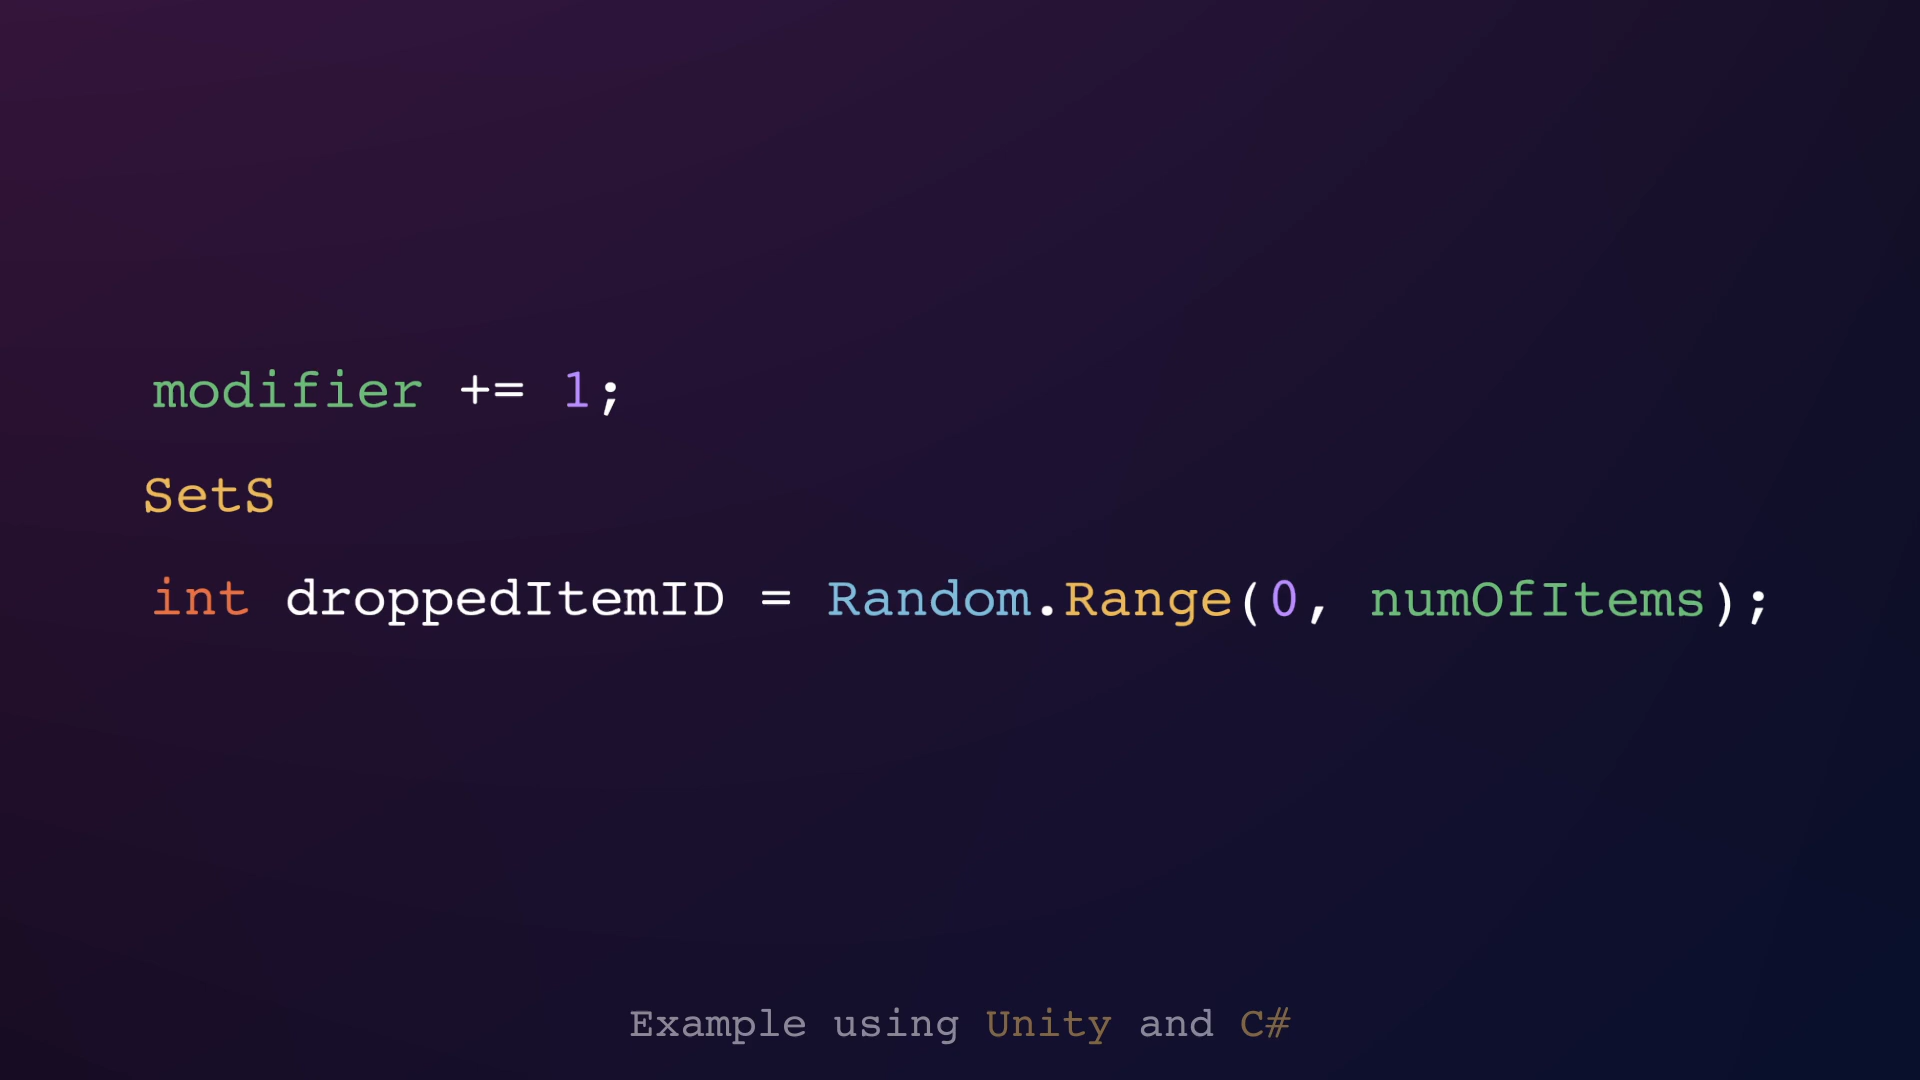 modifier += 1;
SetS
int droppedItemID = Random.Range(0, numOfItems);
Example using Unity and C#